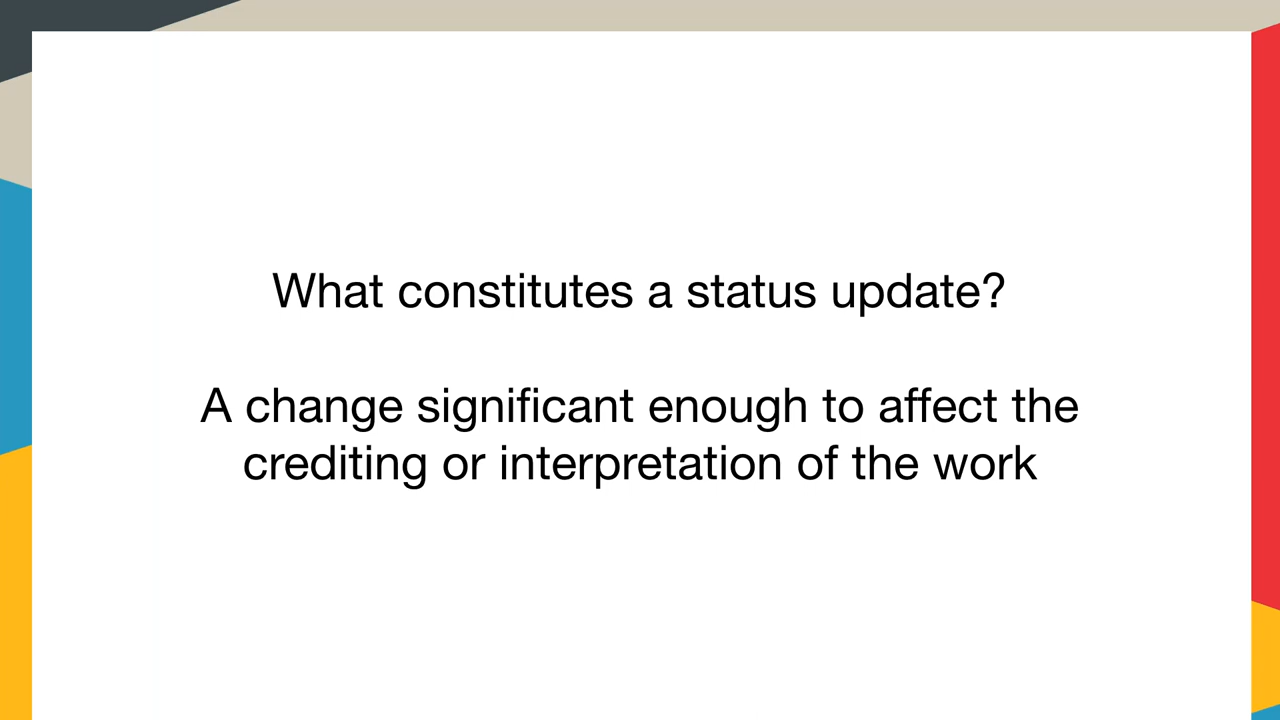 What constitutes a status update?
A change significant enough to affect the
crediting or interpretation of the work